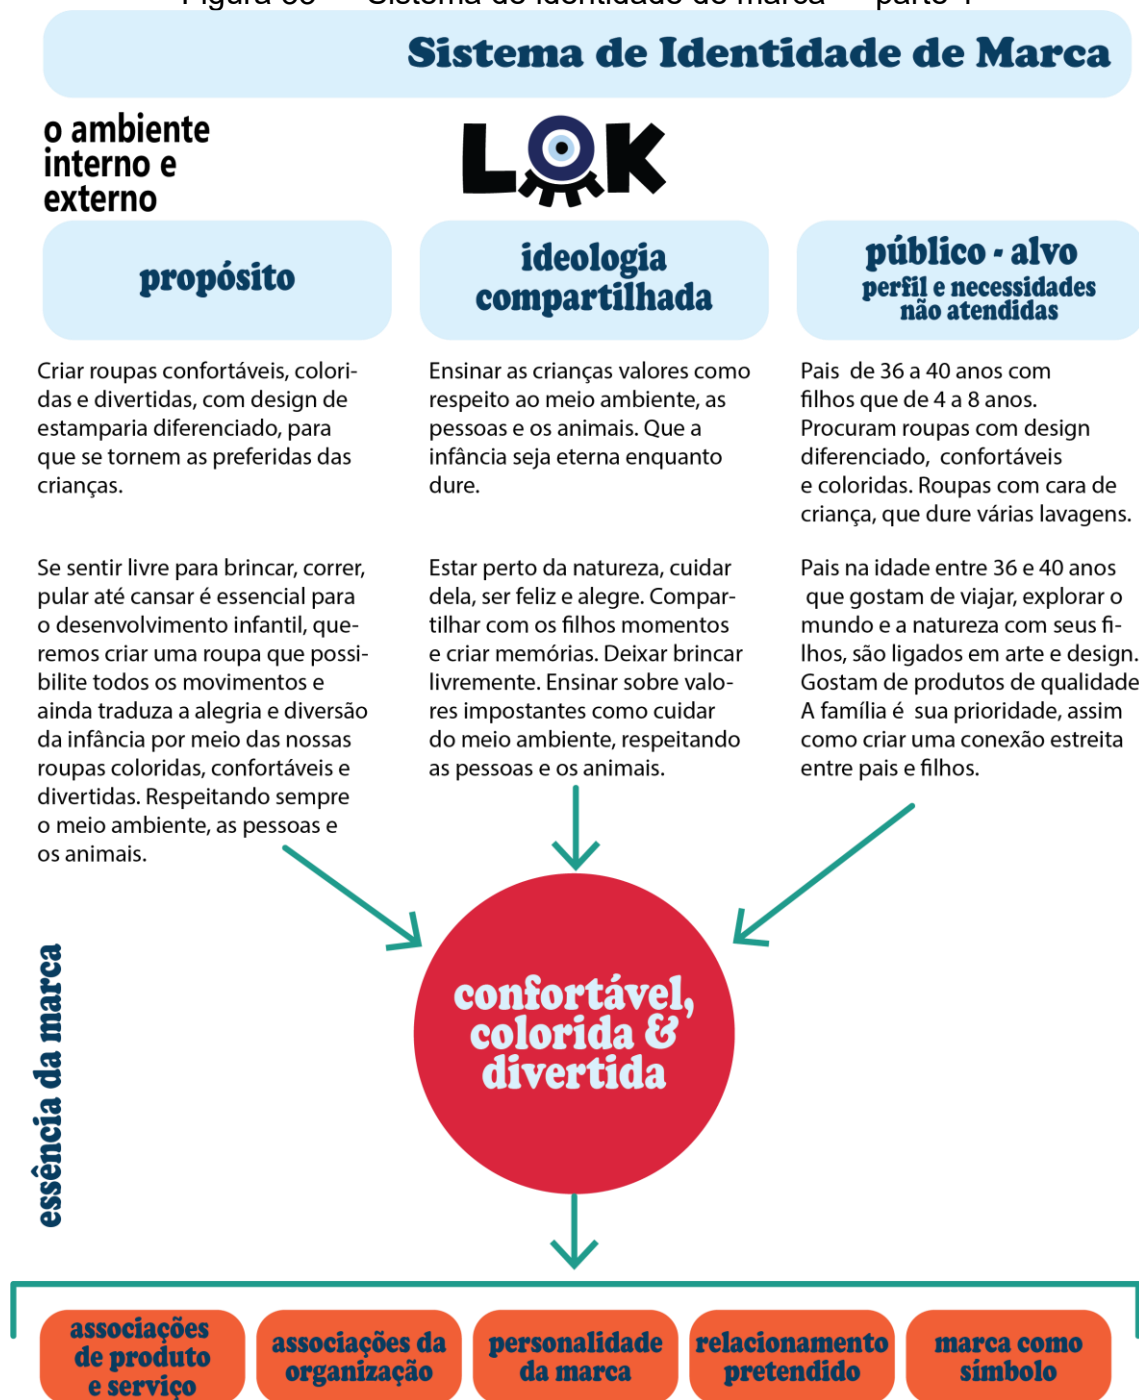 Sistema de Identidade de Marca
o ambiente
interno e
externo
LOOK
propósito
ideologia
compartilhada
público - alvo
perfil e necessidades
não atendidas
Criar roupas confortáveis, colori-
das e divertidas, com design de
estamparia diferenciado, para
que se tornem as preferidas das
crianças.
Se sentir livre para brincar, correr,
pular até cansar é essencial para
o desenvolvimento infantil, que-
remos criar uma roupa que possi-
bilite todos os movimentos e
ainda traduza a alegria e diversão
da infância por meio das nossas
roupas coloridas, confortáveis e
divertidas. Respeitando sempre
o meio ambiente, as pessoas e
os animais.
Ensinar as crianças valores como
respeito ao meio ambiente, as
pessoas e os animais. Que a
infância seja eterna enquanto
dure.
Estar perto da natureza, cuidar
dela, ser feliz e alegre. Compar-
tilhar com os filhos momentos
e criar memórias. Deixar brincar
livremente. Ensinar sobre valo-
res impostantes como cuidar
do meio ambiente, respeitando
as pessoas e os animais.
Pais de 36 a 40 anos com
filhos que de 4 a 8 anos.
Procuram roupas com design
diferenciado, confortáveis
e coloridas. Roupas com cara de
criança, que dure várias lavagens.
Pais na idade entre 36 e 40 anos
que gostam de viajar, explorar o
mundo e a natureza com seus fi-
lhos, são ligados em arte e design.
Gostam de produtos de qualidade
A família é sua prioridade, assim
como criar uma conexão estreita
entre pais e filhos.
essência da marca
confortável,
colorida &
divertida
associações
de produto
e serviço
associações da
organização
personalidade
da marca
relacionamento
pretendido
marca como
símbolo